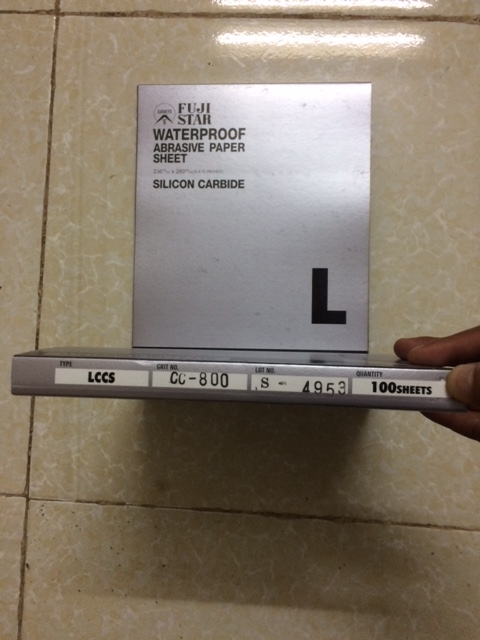 SANKYO
FUJI
STAR
WATERPROOF
ABRASIVE PAPER
SHEET
SILICON CARBIDE
L
TYPE
LCCS
GRIT NO.
CC-800
LOT NO.
S - 4953
QUANTITY
100SHEETS